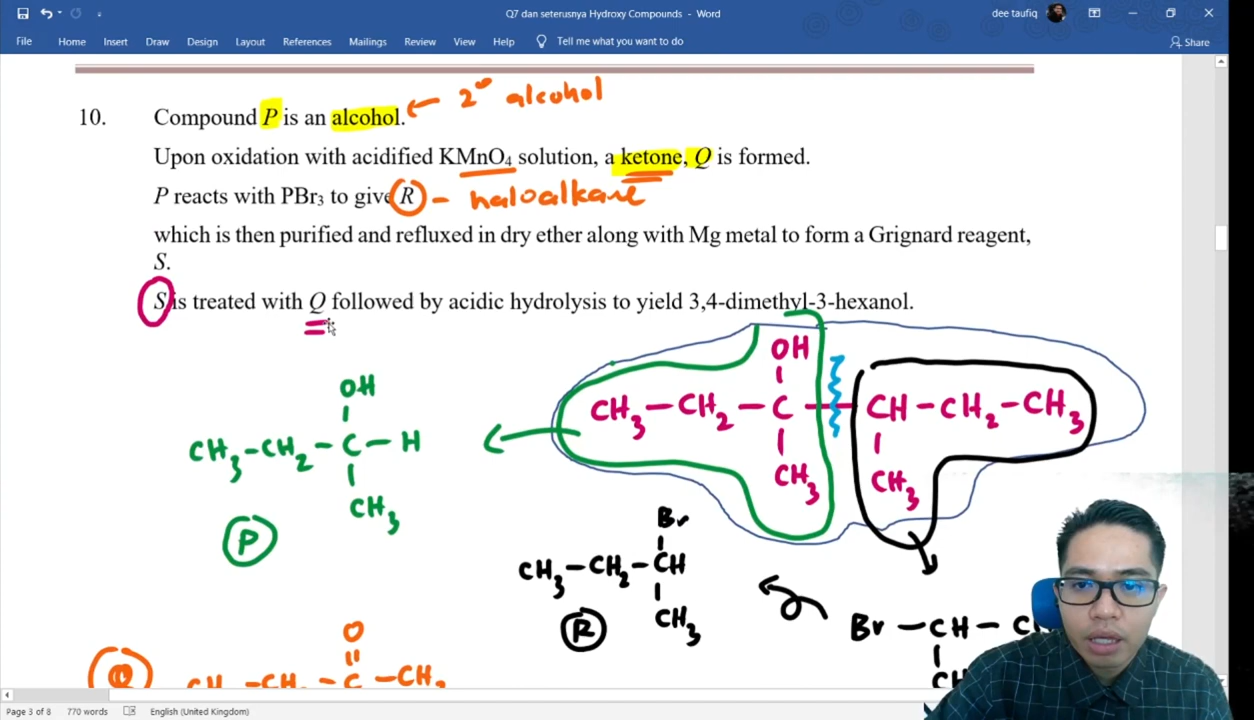 Q7 dan seterusnya Hydroxy Compounds - Word
dee taufiq
File Home Insert Draw Design Layout References Mailings Review View Help Tell me what you want to do
Share
10. Compound P is an alcohol. ← 2° alcohol
Upon oxidation with acidified KMnO₄ solution, a ketone, Q is formed.
P reacts with PBr₃ to give R - haloalkane
which is then purified and refluxed in dry ether along with Mg metal to form a Grignard reagent,
S.
S is treated with Q followed by acidic hydrolysis to yield 3,4-dimethyl-3-hexanol.
OH
CH₃-CH₂-C-CH-CH₂-CH₃
CH₃ CH₃
OH
CH₃-CH₂-C-H
CH₃
P
Br
CH₃-CH₂-CH
CH₃
R
Br-CH-
O
CH₃
Page 3 of 8 770 words English (United Kingdom)